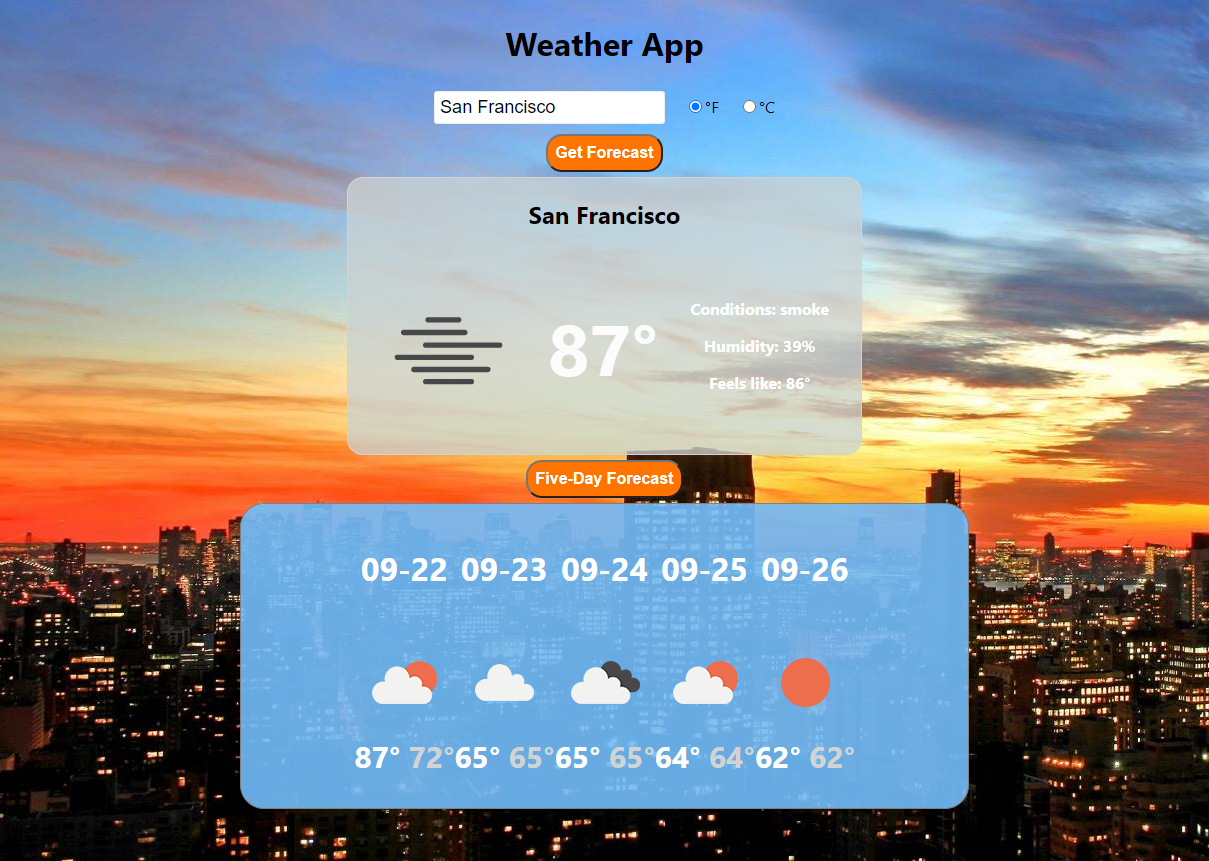 Weather App
San Francisco °F °C
Get Forecast
San Francisco
Conditions: smoke
87°
Humidity: 39%
Feels like: 86°
Five-Day Forecast
09-22 09-23 09-24 09-25 09-26
87° 72° 65° 65° 65° 65° 64° 64° 62° 62°